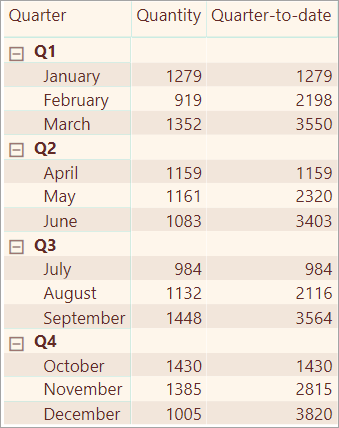 Quarter Quantity Quarter-to-date
Q1
January 1279 1279
February 919 2198
March 1352 3550
Q2
April 1159 1159
May 1161 2320
June 1083 3403
Q3
July 984 984
August 1132 2116
September 1448 3564
Q4
October 1430 1430
November 1385 2815
December 1005 3820